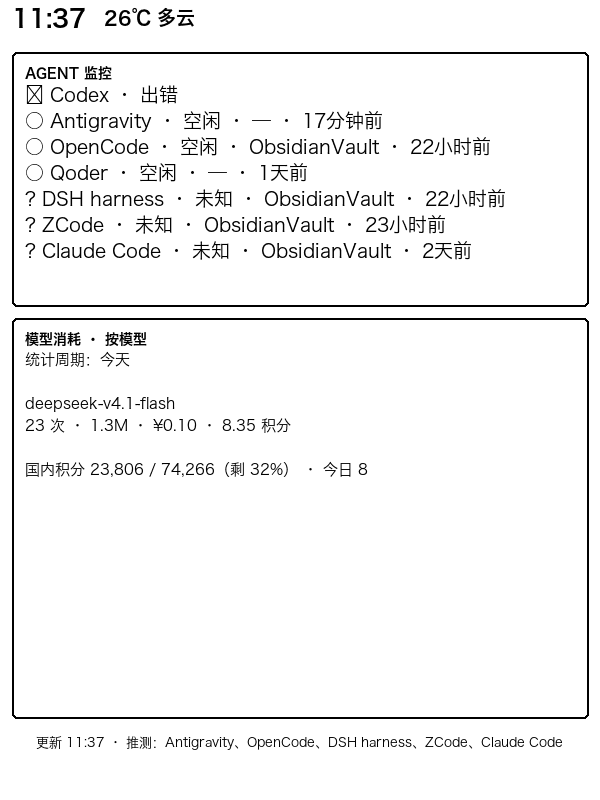 11:37 26℃ 多云
AGENT 监控
☒ Codex · 出错
○ Antigravity · 空闲 · — · 17分钟前
○ OpenCode · 空闲 · ObsidianVault · 22小时前
○ Qoder · 空闲 · — · 1天前
? DSH harness · 未知 · ObsidianVault · 22小时前
? ZCode · 未知 · ObsidianVault · 23小时前
? Claude Code · 未知 · ObsidianVault · 2天前
模型消耗 · 按模型
统计周期：今天
deepseek-v4.1-flash
23 次 · 1.3M · ¥0.10 · 8.35 积分
国内积分 23,806 / 74,266（剩 32%） · 今日 8
更新 11:37 · 推测：Antigravity、OpenCode、DSH harness、ZCode、Claude Code